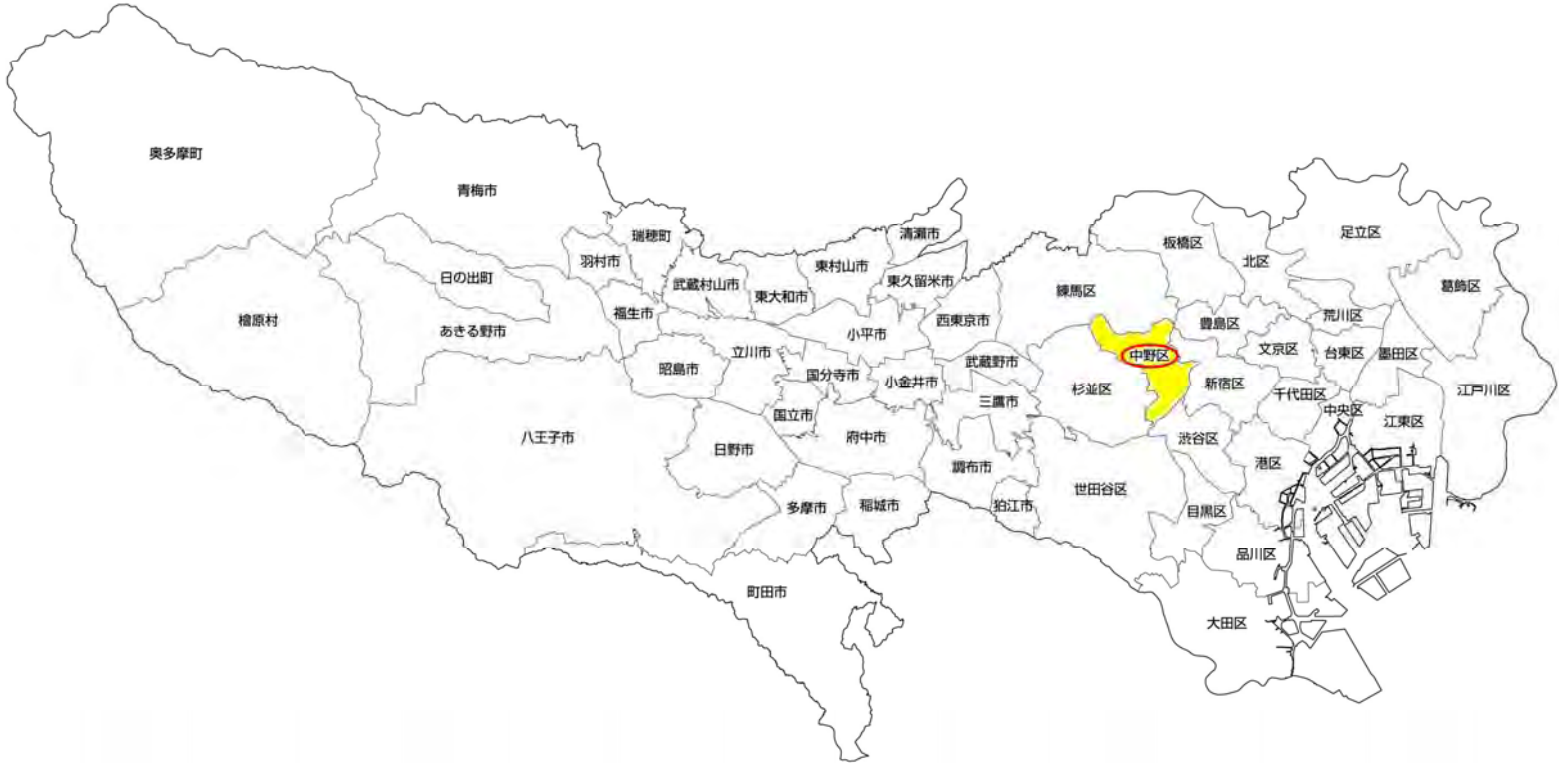 奥多摩町
青梅市
瑞穂町
羽村市
日の出町
檜原村
あきる野市
福生市
武蔵村山市
東大和市
東村山市
清瀬市
東久留米市
西東京市
小平市
立川市
昭島市
国分寺市
小金井市
武蔵野市
三鷹市
国立市
府中市
日野市
八王子市
調布市
狛江市
多摩市
稲城市
町田市
練馬区
板橋区
北区
足立区
葛飾区
豊島区
荒川区
文京区
台東区
墨田区
中野区
杉並区
新宿区
千代田区
中央区
江東区
江戸川区
渋谷区
港区
世田谷区
目黒区
品川区
大田区